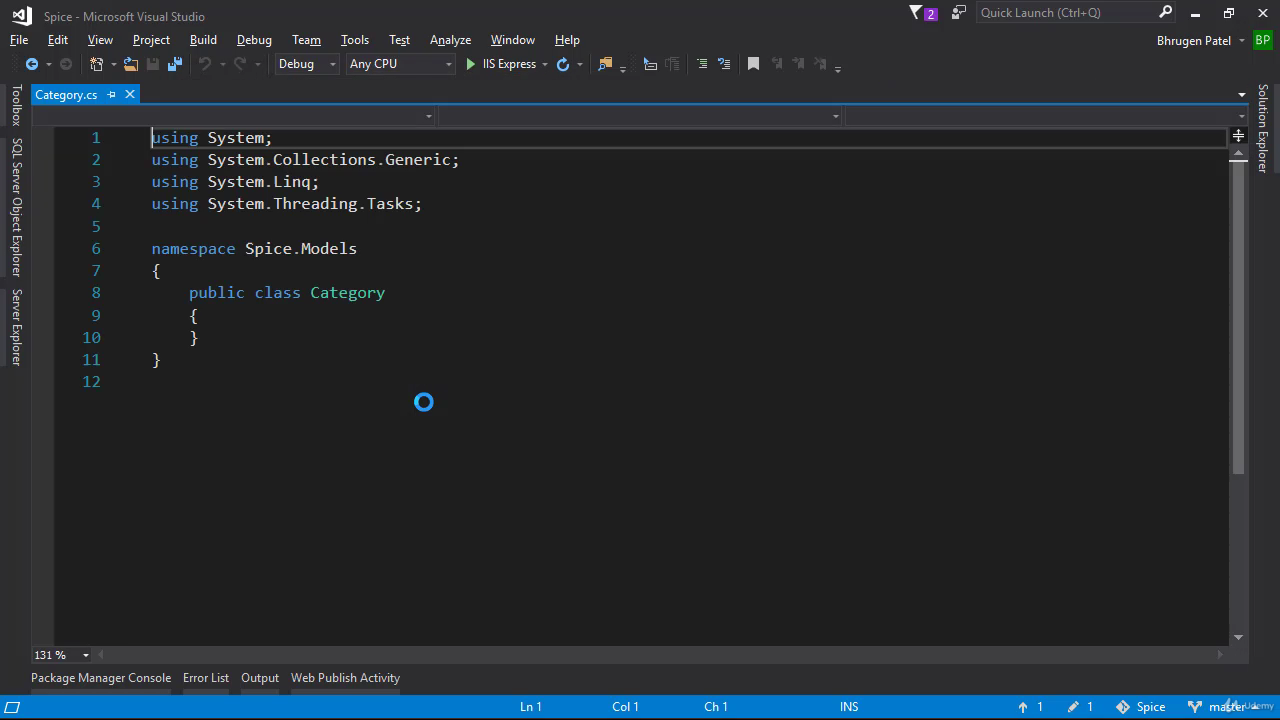 Spice - Microsoft Visual Studio
2
Quick Launch (Ctrl+Q)
File Edit View Project Build Debug Team Tools Test Analyze Window Help
Bhrugen Patel BP
Debug Any CPU IIS Express
Category.cs
Toolbox
SQL Server Object Explorer
Server Explorer
Solution Explorer
1 using System;
2 using System.Collections.Generic;
3 using System.Linq;
4 using System.Threading.Tasks;
5
6 namespace Spice.Models
7 {
8 public class Category
9 {
10 }
11 }
12
131 %
Package Manager Console Error List Output Web Publish Activity
Ln 1 Col 1 Ch 1 INS 1 1 Spice master
Udemy